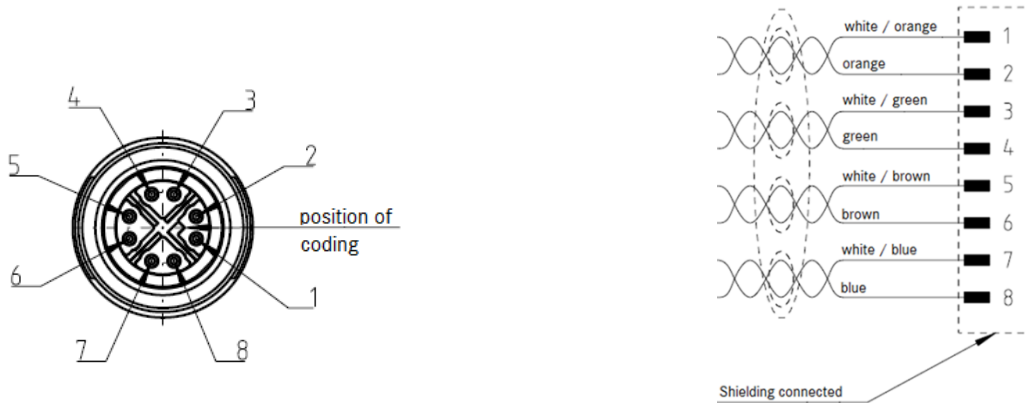 4
3
5
2
position of
coding
6
1
7
8
white / orange
1
orange
2
white / green
3
green
4
white / brown
5
brown
6
white / blue
7
blue
8
Shielding connected